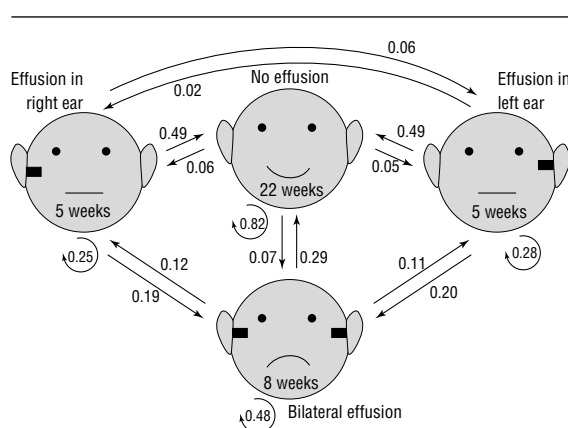 0.06
Effusion in
right ear
No effusion
Effusion in
left ear
0.02
0.49
0.49
0.06
0.05
5 weeks
22 weeks
5 weeks
0.82
0.25
0.28
0.07
0.29
0.12
0.11
0.19
0.20
8 weeks
0.48
Bilateral effusion